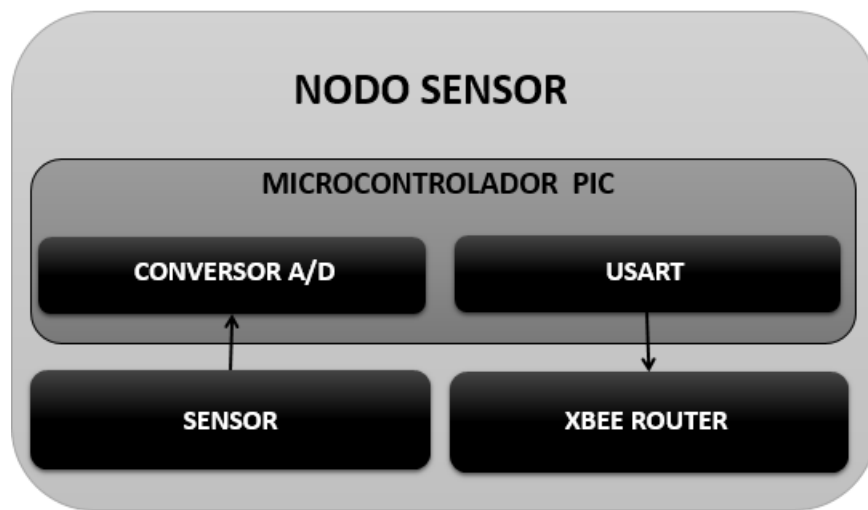 NODO SENSOR
MICROCONTROLADOR PIC
CONVERSOR A/D
USART
SENSOR
XBEE ROUTER